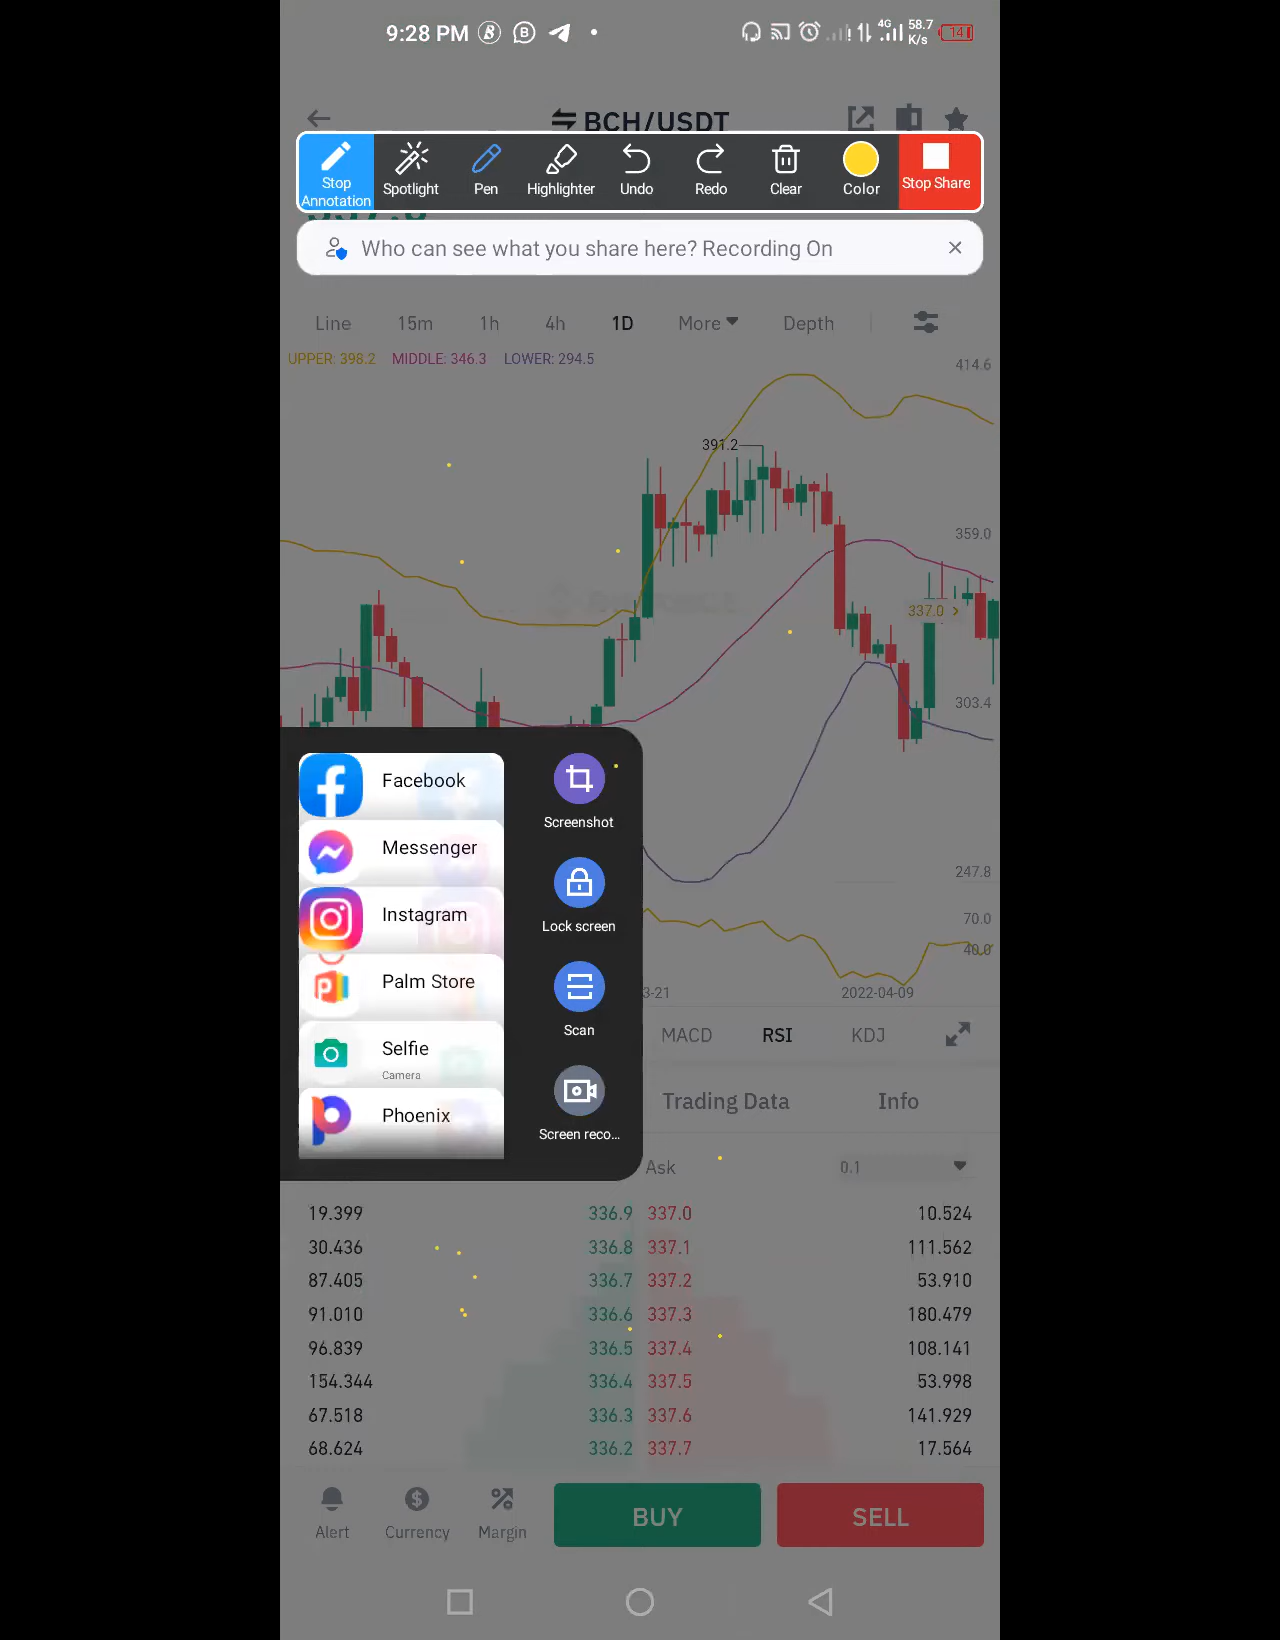 9:28 PM
4G 58.7 K/s 14
BCH/USDT
Stop Annotation
Spotlight
Pen
Highlighter
Undo
Redo
Clear
Color
Stop Share
Who can see what you share here? Recording On
Line 15m 1h 4h 1D More Depth
UPPER: 398.2 MIDDLE: 346.3 LOWER: 294.5
414.6
391.2
359.0
337.0 >
303.4
247.8
70.0
40.0
3-21 2022-04-09
Facebook
Messenger
Instagram
Palm Store
Selfie
Camera
Phoenix
Screenshot
Lock screen
Scan
Screen reco...
MACD RSI KDJ
Trading Data Info
Ask 0.1
19.399 336.9 337.0 10.524
30.436 336.8 337.1 111.562
87.405 336.7 337.2 53.910
91.010 336.6 337.3 180.479
96.839 336.5 337.4 108.141
154.344 336.4 337.5 53.998
67.518 336.3 337.6 141.929
68.624 336.2 337.7 17.564
Alert Currency Margin BUY SELL